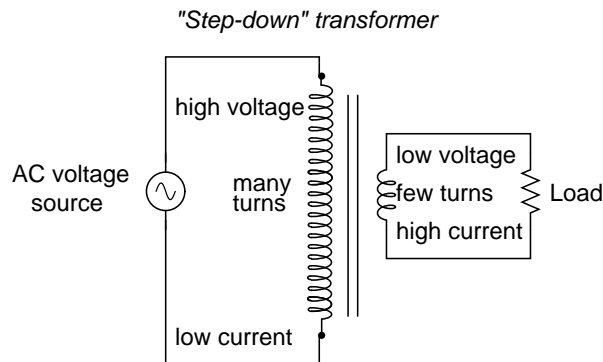 "Step-down" transformer
high voltage
AC voltage
source
many
turns
low current
low voltage
few turns
high current
Load